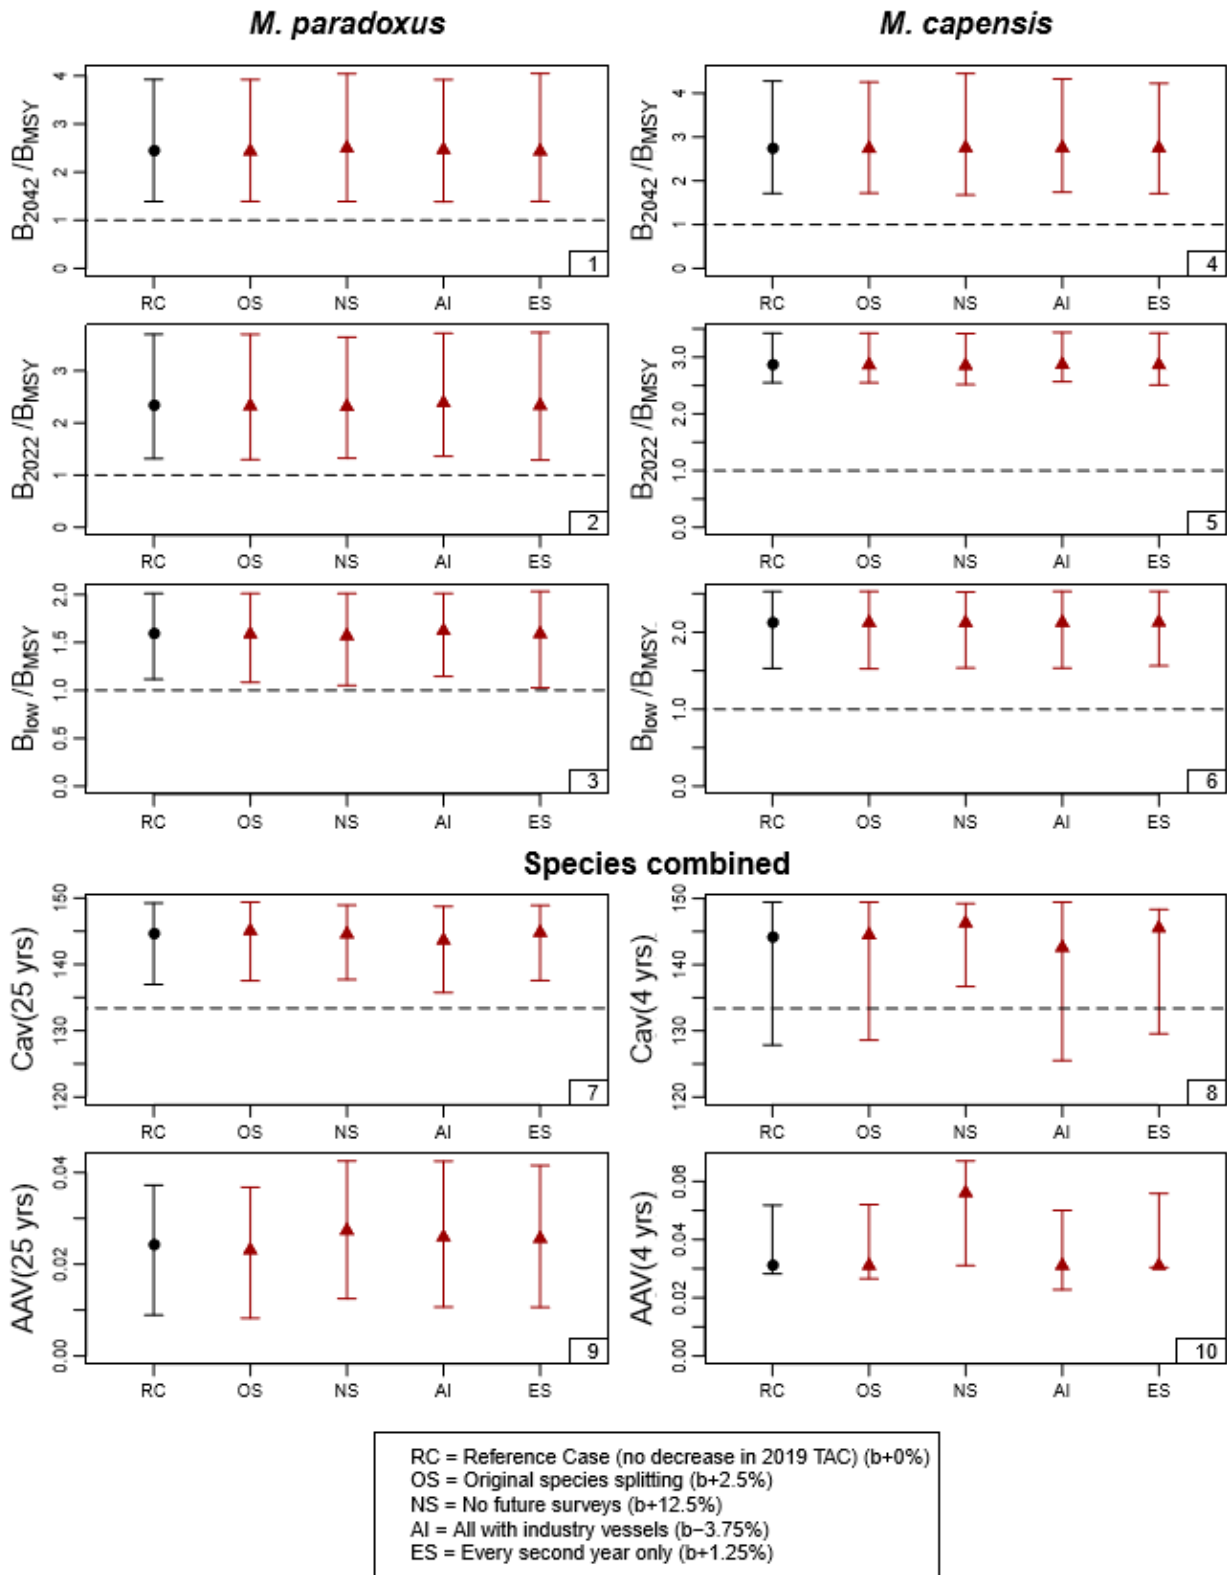 M. paradoxus M. capensis
B2042/BMSY
4
3
2
1
0
RC OS NS AI ES
1
B2042/BMSY
4
3
2
1
0
RC OS NS AI ES
4
B2022/BMSY
3
2
1
0
RC OS NS AI ES
2
B2022/BMSY
3.0
2.0
1.0
0.0
RC OS NS AI ES
5
Blow/BMSY
2.0
1.5
1.0
0.5
0.0
RC OS NS AI ES
3
Blow/BMSY
2.0
1.0
0.0
RC OS NS AI ES
6
Species combined
Cav(25 yrs)
150
140
130
120
RC OS NS AI ES
7
Cav(4 yrs)
150
140
130
120
RC OS NS AI ES
8
AAV(25 yrs)
0.04
0.02
0.00
RC OS NS AI ES
9
AAV(4 yrs)
0.06
0.04
0.02
0.00
RC OS NS AI ES
10
RC = Reference Case (no decrease in 2019 TAC) (b+0%)
OS = Original species splitting (b+2.5%)
NS = No future surveys (b+12.5%)
AI = All with industry vessels (b−3.75%)
ES = Every second year only (b+1.25%)